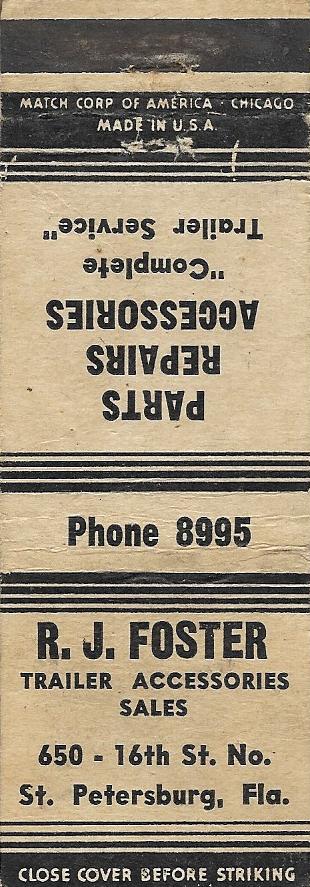 MATCH CORP OF AMERICA · CHICAGO
MADE IN U.S.A.
PARTS
REPAIRS
ACCESSORIES
"Complete
Trailer Service"
Phone 8995
R. J. FOSTER
TRAILER ACCESSORIES
SALES
650 - 16th St. No.
St. Petersburg, Fla.
CLOSE COVER BEFORE STRIKING